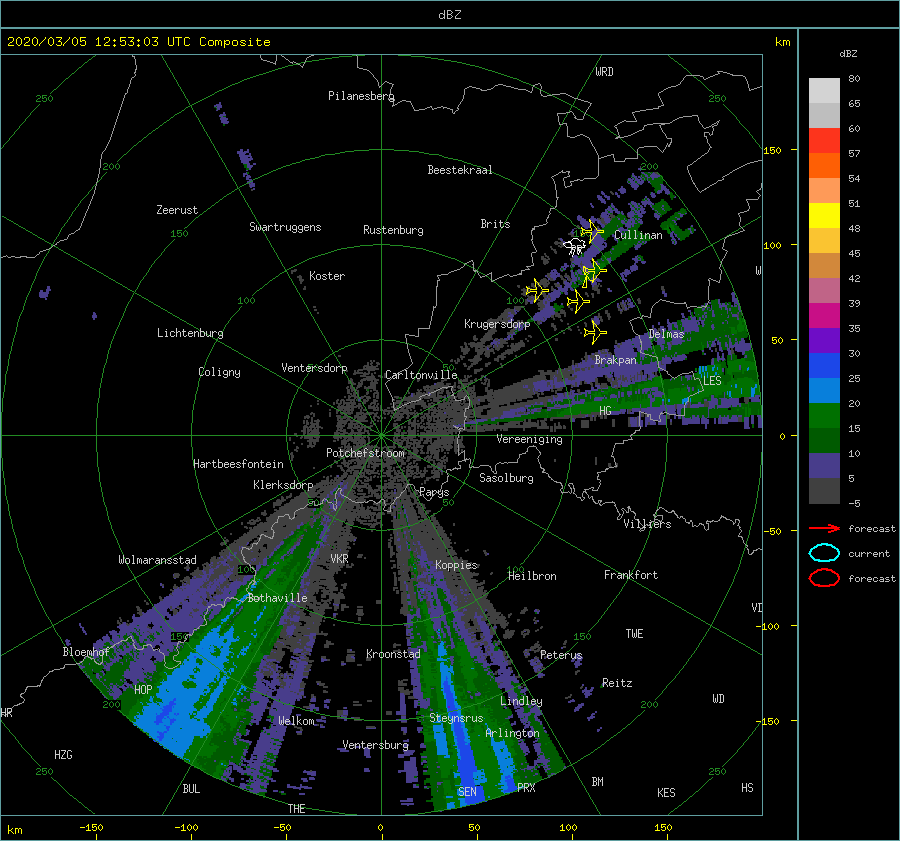 dBZ
2020/03/05 12:53:03 UTC Composite
km
dBZ
WRD
250
Pilanesberg
250
80
65
60
57
54
51
48
45
42
39
35
30
25
20
15
10
5
-5
150
200
Beestekraal
200
Zeerust
150
Swartruggens
Rustenburg
Brits
Cullinan
100
Koster
100
100
Krugersdorp
Lichtenburg
Delmas
50
Coligny
Ventersdorp
Carltonville
Brakpan
LES
HG
0
Vereeniging
Potchefstroom
Hartbeesfontein
Klerksdorp
Sasolburg
Parys
50
50
Villiers
-50
forecast
current
forecast
Wolmaransstad
VKR
Koppies
100
100
Heilbron
Frankfort
Bothaville
-100
150
150
TWE
Bloemhof
Kroonstad
Peterus
HOP
Reitz
WD
200
200
Lindley
HR
Welkom
Steynsrus
-150
Arlington
Ventersburg
HZG
250
250
BUL
SEN
PRX
BM
KES
HS
THE
km
-150
-100
-50
0
50
100
150